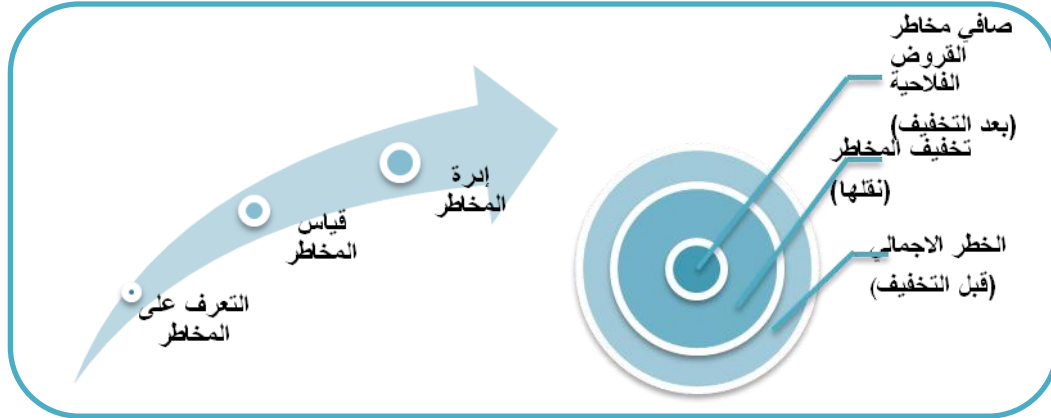 صافي مخاطر
القروض
الفلاحية
(بعد التخفيف)
تخفيف المخاطر
(نقلها)
الخطر الاجمالي
(قبل التخفيف)
إدرة
المخاطر
قياس
المخاطر
التعرف على
المخاطر